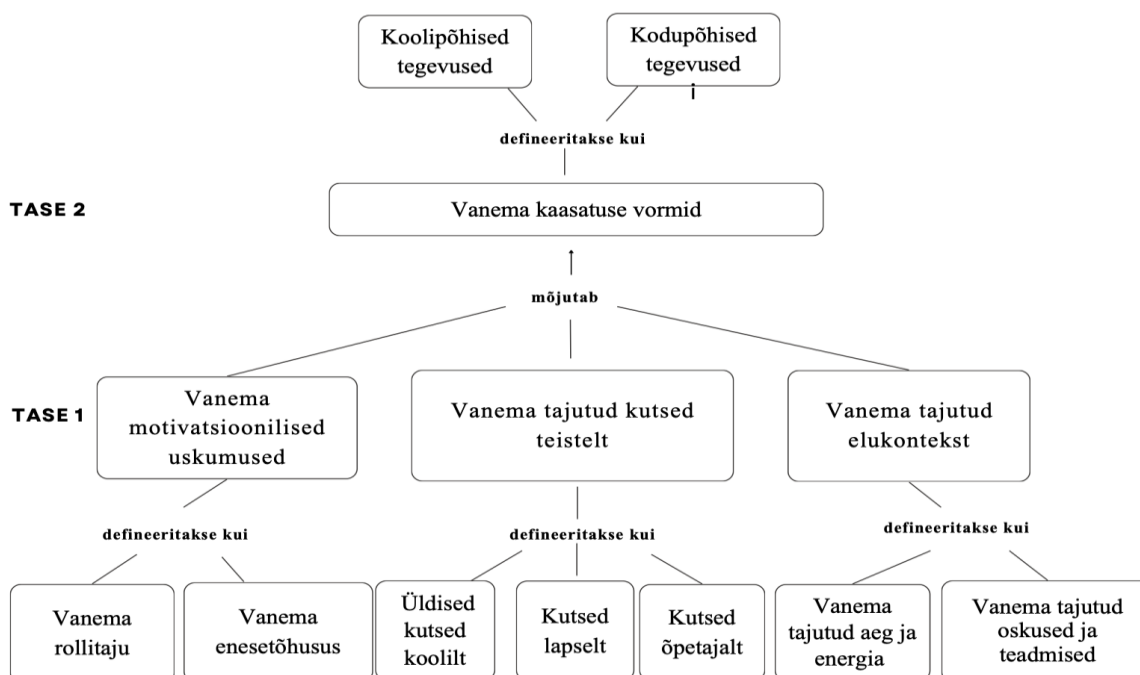 Koolipõhised
tegevused
Kodupõhised
tegevused
i
defineeritakse kui
TASE 2
Vanema kaasatuse vormid
mõjutab
TASE 1
Vanema
motivatsioonilised
uskumused
Vanema tajutud kutsed
teistelt
Vanema tajutud
elukontekst
defineeritakse kui
defineeritakse kui
defineeritakse kui
Vanema
rollitaju
Vanema
enesetõhusus
Üldised
kutsed
koolilt
Kutsed
lapselt
Kutsed
õpetajalt
Vanema
tajutud aeg ja
energia
Vanema tajutud
oskused ja
teadmised